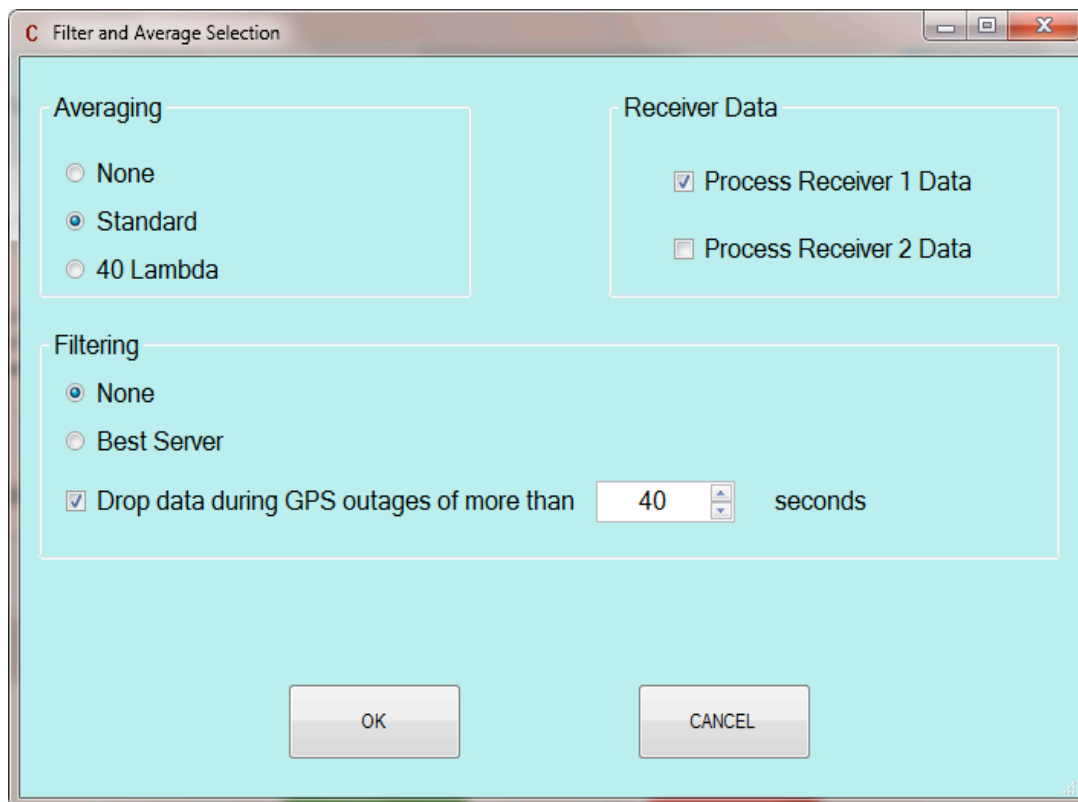 C Filter and Average Selection
Averaging
None
Standard
40 Lambda
Receiver Data
Process Receiver 1 Data
Process Receiver 2 Data
Filtering
None
Best Server
Drop data during GPS outages of more than 40 seconds
OK
CANCEL